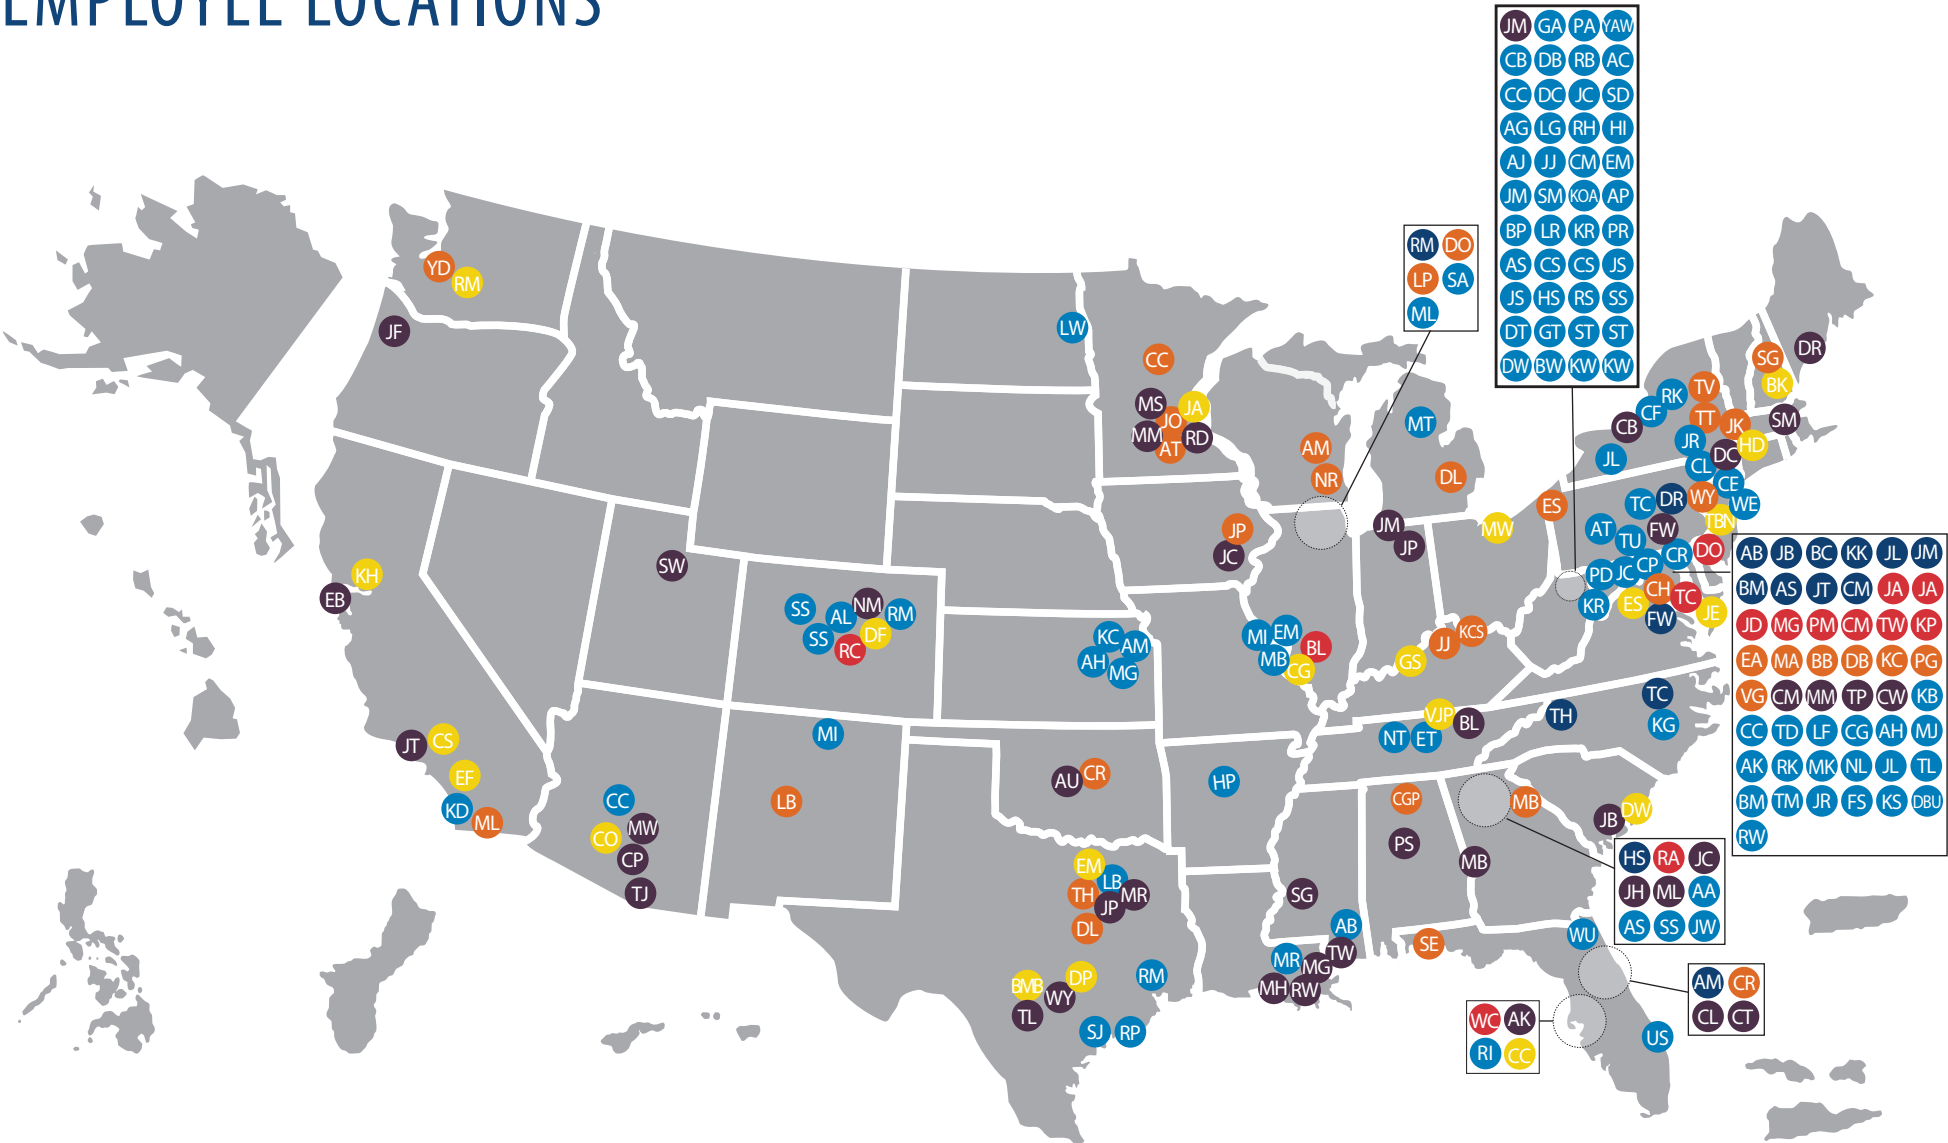 EMPLOYEE LOCATIONS
JM GA PA YAW
CB DB RB AC
CC DC JC SD
AG LG RH HI
AJ JJ CM EM
JM SM KOA AP
BP LR KR PR
AS CS CS JS
JS HS RS SS
DT GT ST ST
DW BW KW KW
RM DO
LP SA
ML
YD
RM
JF
LW
CC
MS
JA
JO
MM
RD
AT
AM
NR
MT
DL
JP
JC
JM
JP
MW
ES
SG
DR
BK
RK
TV
CF
TT
CB
JK
SM
JR
HD
DC
JL
CL
CE
TC
DR
WY
WE
TBN
AT
FW
TU
CR
DO
CP
JC
PD
CH
TC
KR
ES
FW
JE
AB JB BC KK JL JM
BM AS JT CM JA JA
JD MG PM CM TW KP
EA MA BB DB KC PG
VG CM MM TP CW KB
CC TD LF CG AH MJ
AK RK MK NL JL TL
BM TM JR FS KS DBU
RW
KH
EB
SW
SS
AL
NM
RM
SS
DF
RC
KC
AM
AH
MG
MI
EM
BL
MB
CG
JJ
KCS
GS
VJP
BL
NT
ET
TH
TC
KG
JT
CS
EF
KD
ML
MI
LB
CC
MW
CO
CP
TJ
AU
CR
HP
CGP
PS
MB
MB
JB
DW
HS RA JC
JH ML AA
AS SS JW
EM
LB
TH
MR
JP
DL
SG
AB
TW
MR
MG
MH
RW
SE
WU
RM
DP
BMB
WY
TL
SJ
RP
AM CR
CL CT
WC AK
RI CC
US